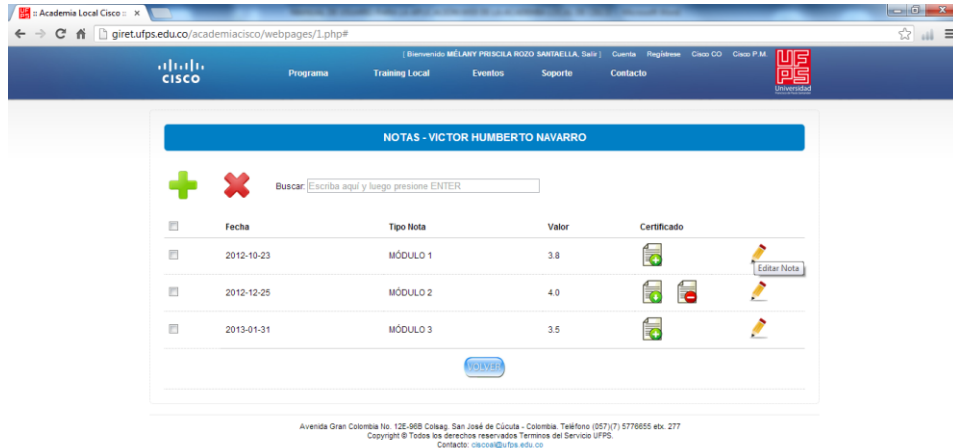 :: Academia Local Cisco ::
giret.ufps.edu.co/academiacisco/webpages/1.php#
[ Bienvenido MÉLANY PRISCILA ROZO SANTAELLA, Salir ] Cuenta Regístrese Cisco CO Cisco P.M.
CISCO Programa Training Local Eventos Soporte Contacto
UFPS
Universidad
NOTAS - VICTOR HUMBERTO NAVARRO
Buscar: Escriba aquí y luego presione ENTER
Fecha Tipo Nota Valor Certificado
2012-10-23 MÓDULO 1 3.8
Editar Nota
2012-12-25 MÓDULO 2 4.0
2013-01-31 MÓDULO 3 3.5
VOLVER
Avenida Gran Colombia No. 12E-96B Colsag. San José de Cúcuta - Colombia. Teléfono (057)(7) 5776655 etx. 277
Copyright © Todos los derechos reservados Terminos del Servicio UFPS.
Contacto: ciscoal@ufps.edu.co